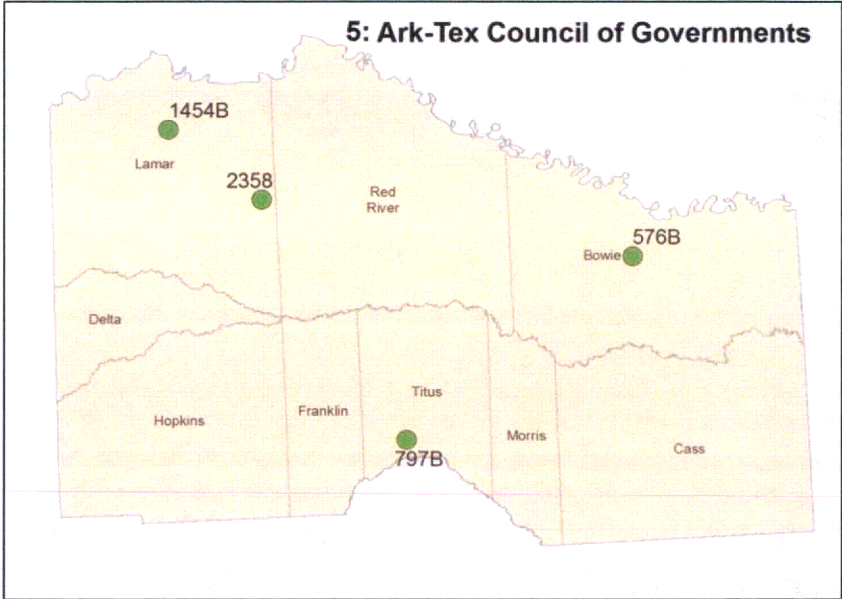 5: Ark-Tex Council of Governments
1454B
Lamar
2358
Red
River
576B
Bowie
Delta
Titus
Franklin
Hopkins
Morris
Cass
797B